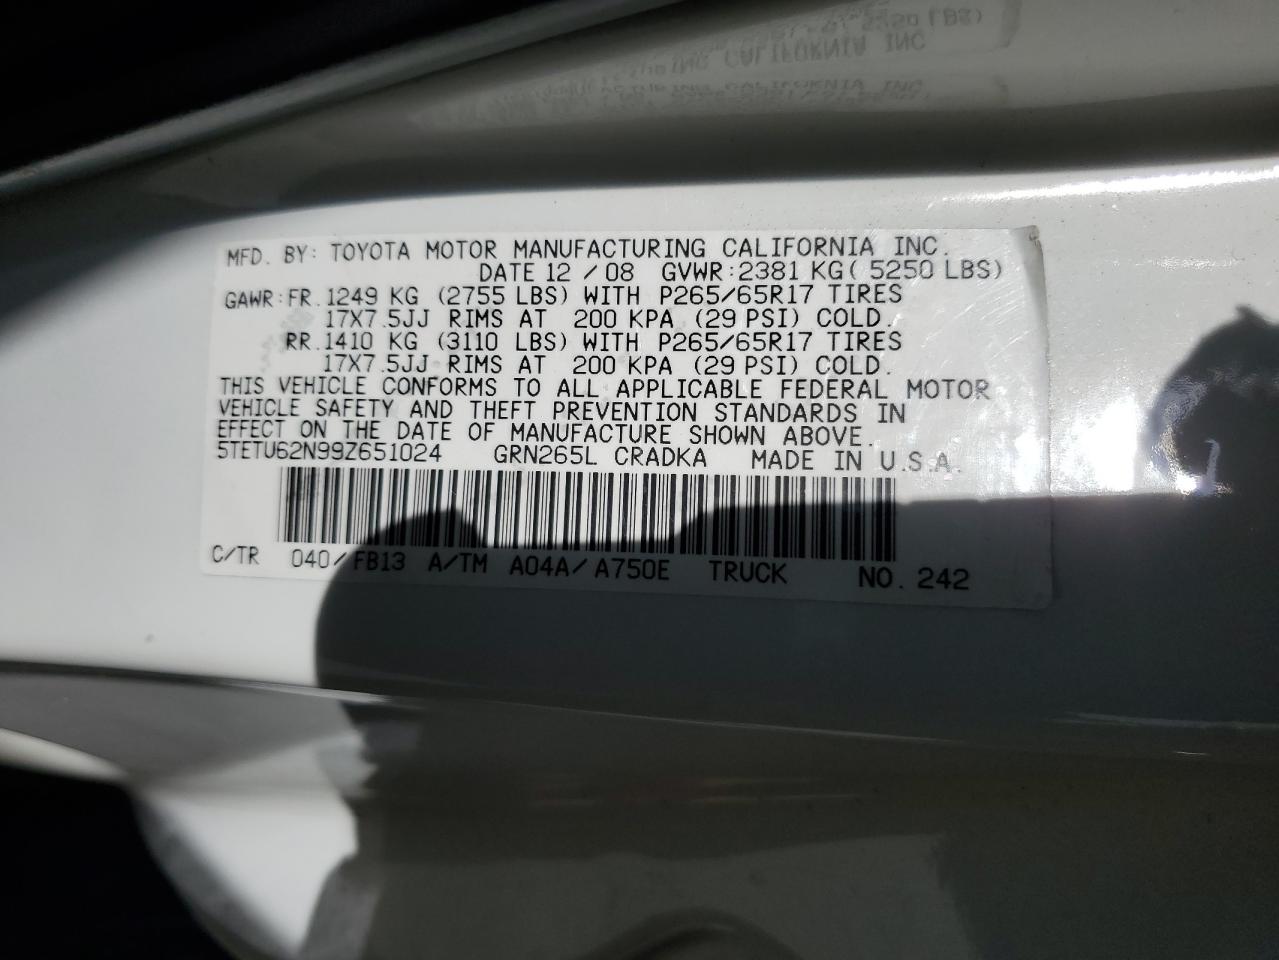 MFD. BY: TOYOTA MOTOR MANUFACTURING CALIFORNIA INC.
DATE 12/08 GVWR:2381 KG( 5250 LBS)
GAWR:FR.1249 KG (2755 LBS) WITH P265/65R17 TIRES
17X7.5JJ RIMS AT 200 KPA (29 PSI) COLD.
RR.1410 KG (3110 LBS) WITH P265/65R17 TIRES
17X7.5JJ RIMS AT 200 KPA (29 PSI) COLD.
THIS VEHICLE CONFORMS TO ALL APPLICABLE FEDERAL MOTOR
VEHICLE SAFETY AND THEFT PREVENTION STANDARDS IN
EFFECT ON THE DATE OF MANUFACTURE SHOWN ABOVE.
5TETU62N99Z651024 GRN265L CRADKA MADE IN U.S.A.
C/TR 040/FB13 A/TM A04A/A750E TRUCK NO. 242